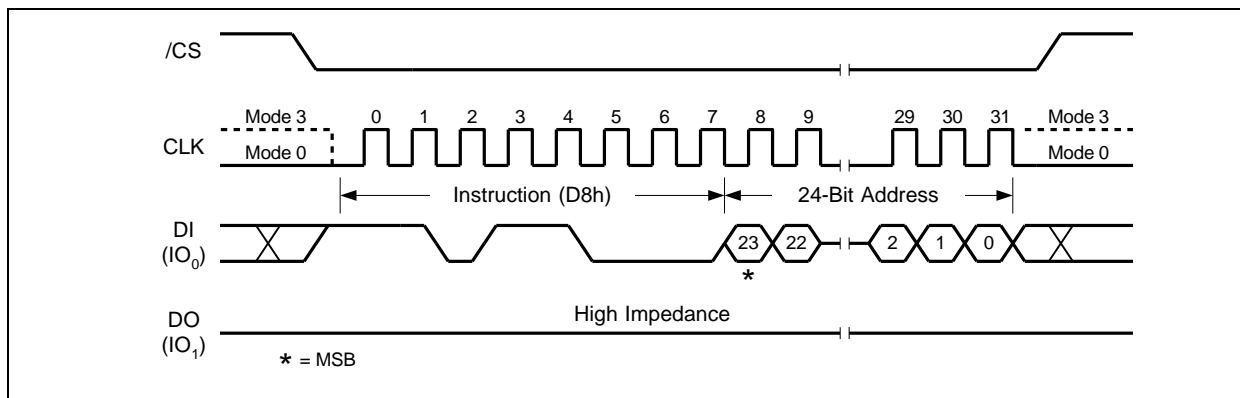 /CS
Mode 3 0 1 2 3 4 5 6 7 8 9 29 30 31 Mode 3
CLK
Mode 0 Mode 0
Instruction (D8h) 24-Bit Address
DI
(IO0)
23 22 2 1 0
*
DO
(IO1)
High Impedance
* = MSB